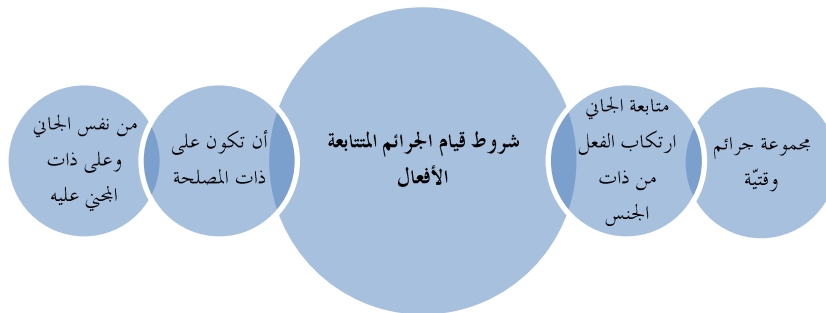 مجموعة جرائم
وقتيّة
متابعة الجاني
ارتكاب الفعل
من ذات
الجنس
شروط قيام الجرائم المتتابعة
الأفعال
أن تكون على
ذات المصلحة
من نفس الجاني
وعلى ذات
المجني عليه